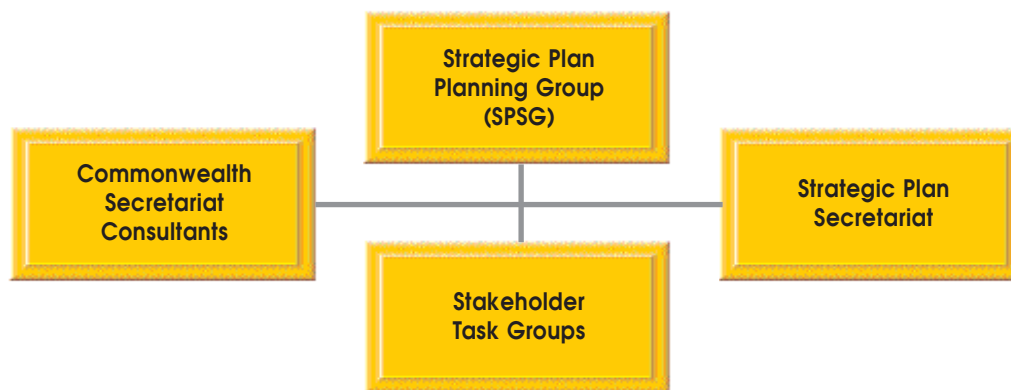 Strategic Plan
Planning Group
(SPSG)
Commonwealth
Secretariat
Consultants
Strategic Plan
Secretariat
Stakeholder
Task Groups